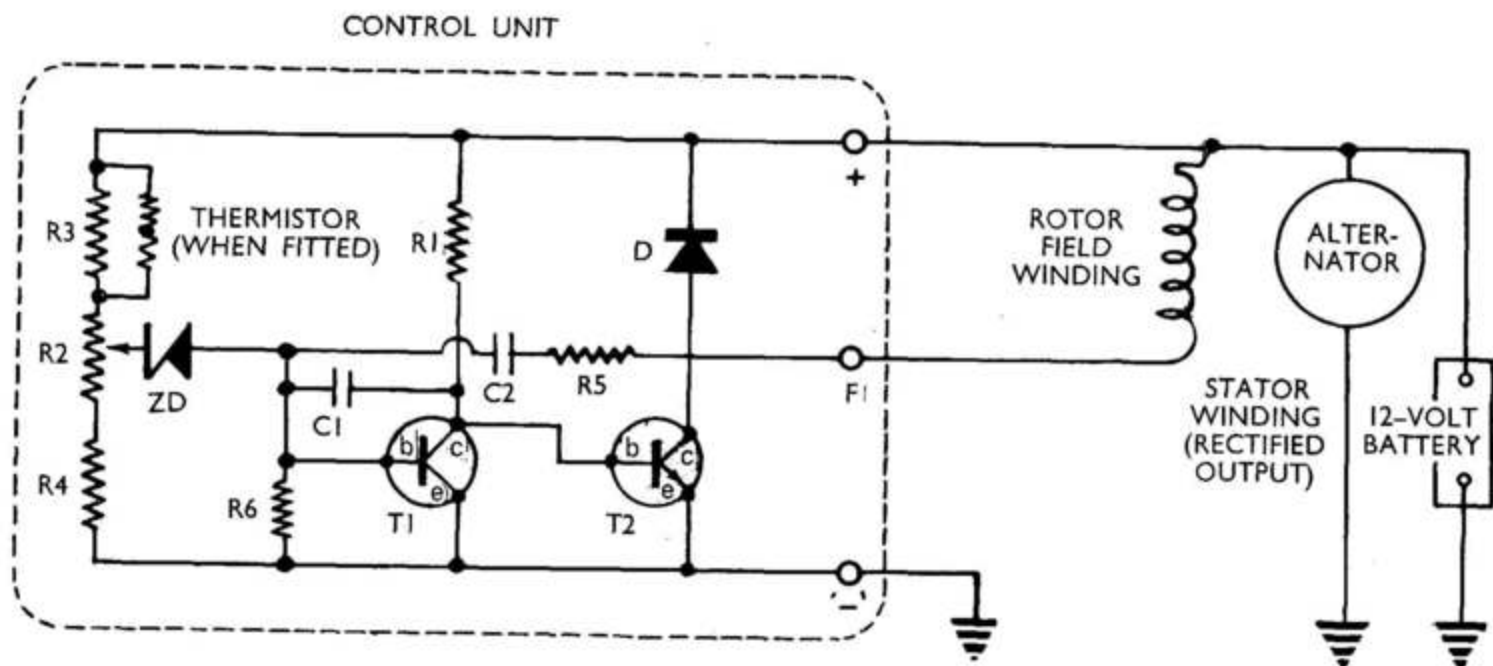 CONTROL UNIT
+
R3
THERMISTOR
(WHEN FITTED)
R1
D
ROTOR
FIELD
WINDING
ALTER-
NATOR
R2
ZD
C1
C2
R5
F1
STATOR
WINDING
(RECTIFIED
OUTPUT)
12-VOLT
BATTERY
R4
R6
b
c
e
T1
b
c
e
T2
-